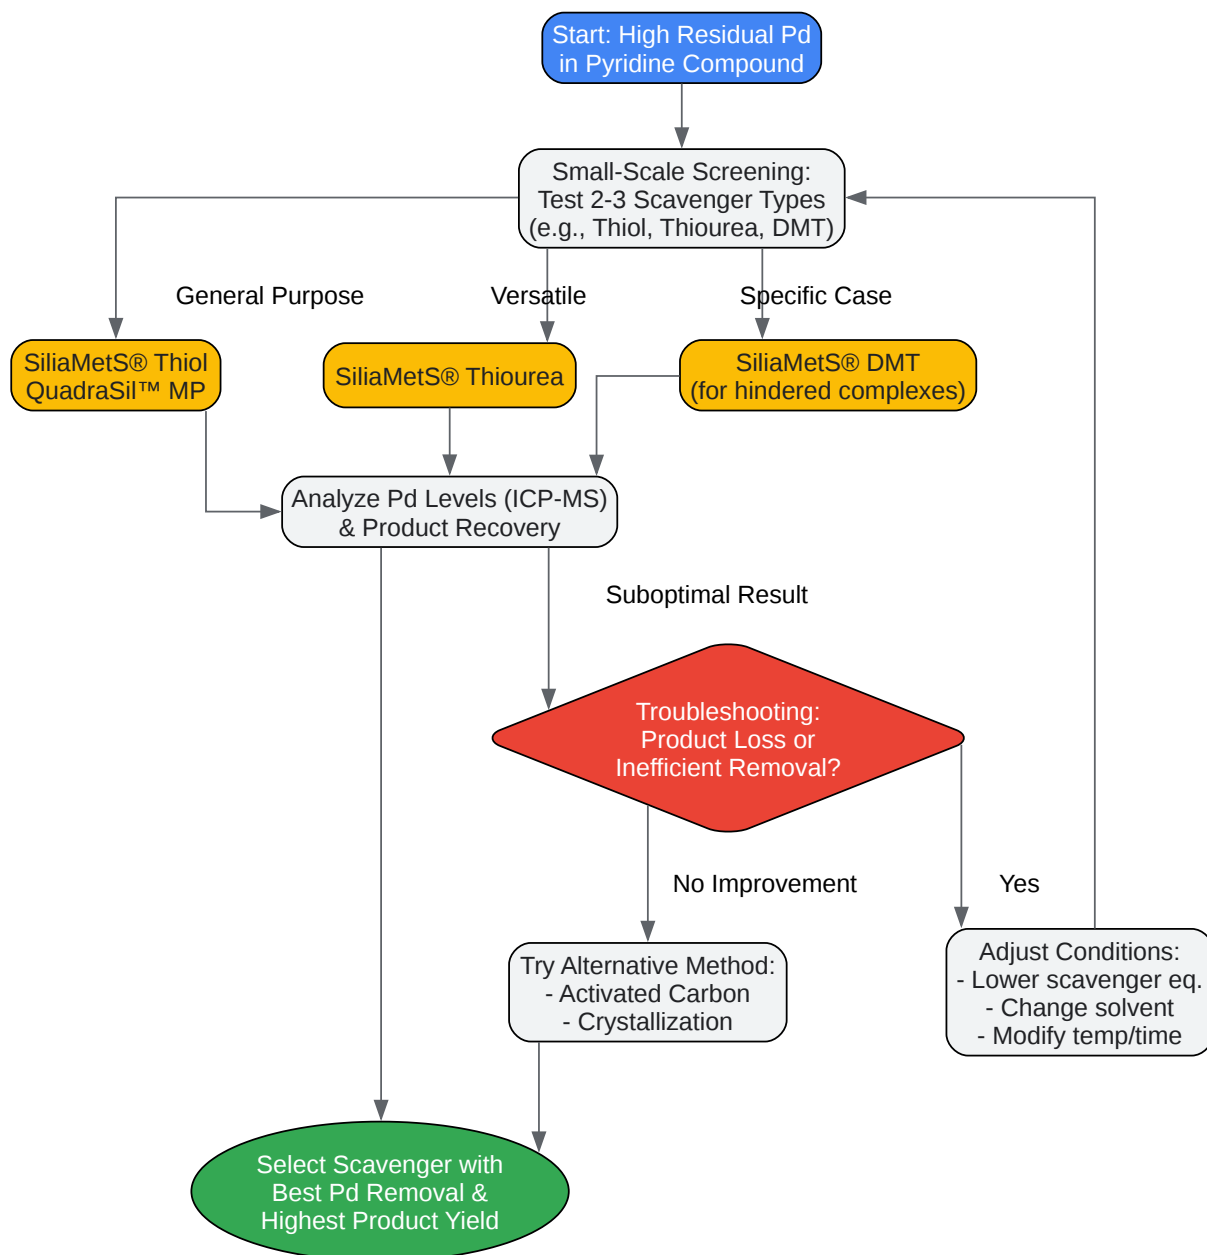 Start: High Residual Pd
in Pyridine Compound
Small-Scale Screening:
Test 2-3 Scavenger Types
(e.g., Thiol, Thiourea, DMT)
General Purpose
Versatile
Specific Case
SiliaMetS® Thiol
QuadraSil™ MP
SiliaMetS® Thiourea
SiliaMetS® DMT
(for hindered complexes)
Analyze Pd Levels (ICP-MS)
& Product Recovery
Suboptimal Result
Troubleshooting:
Product Loss or
Inefficient Removal?
No Improvement
Yes
Try Alternative Method:
- Activated Carbon
- Crystallization
Adjust Conditions:
- Lower scavenger eq.
- Change solvent
- Modify temp/time
Select Scavenger with
Best Pd Removal &
Highest Product Yield